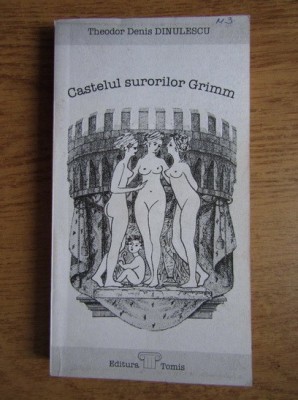 Theodor Denis DINULESCU
Castelul surorilor Grimm
Editura Tomis